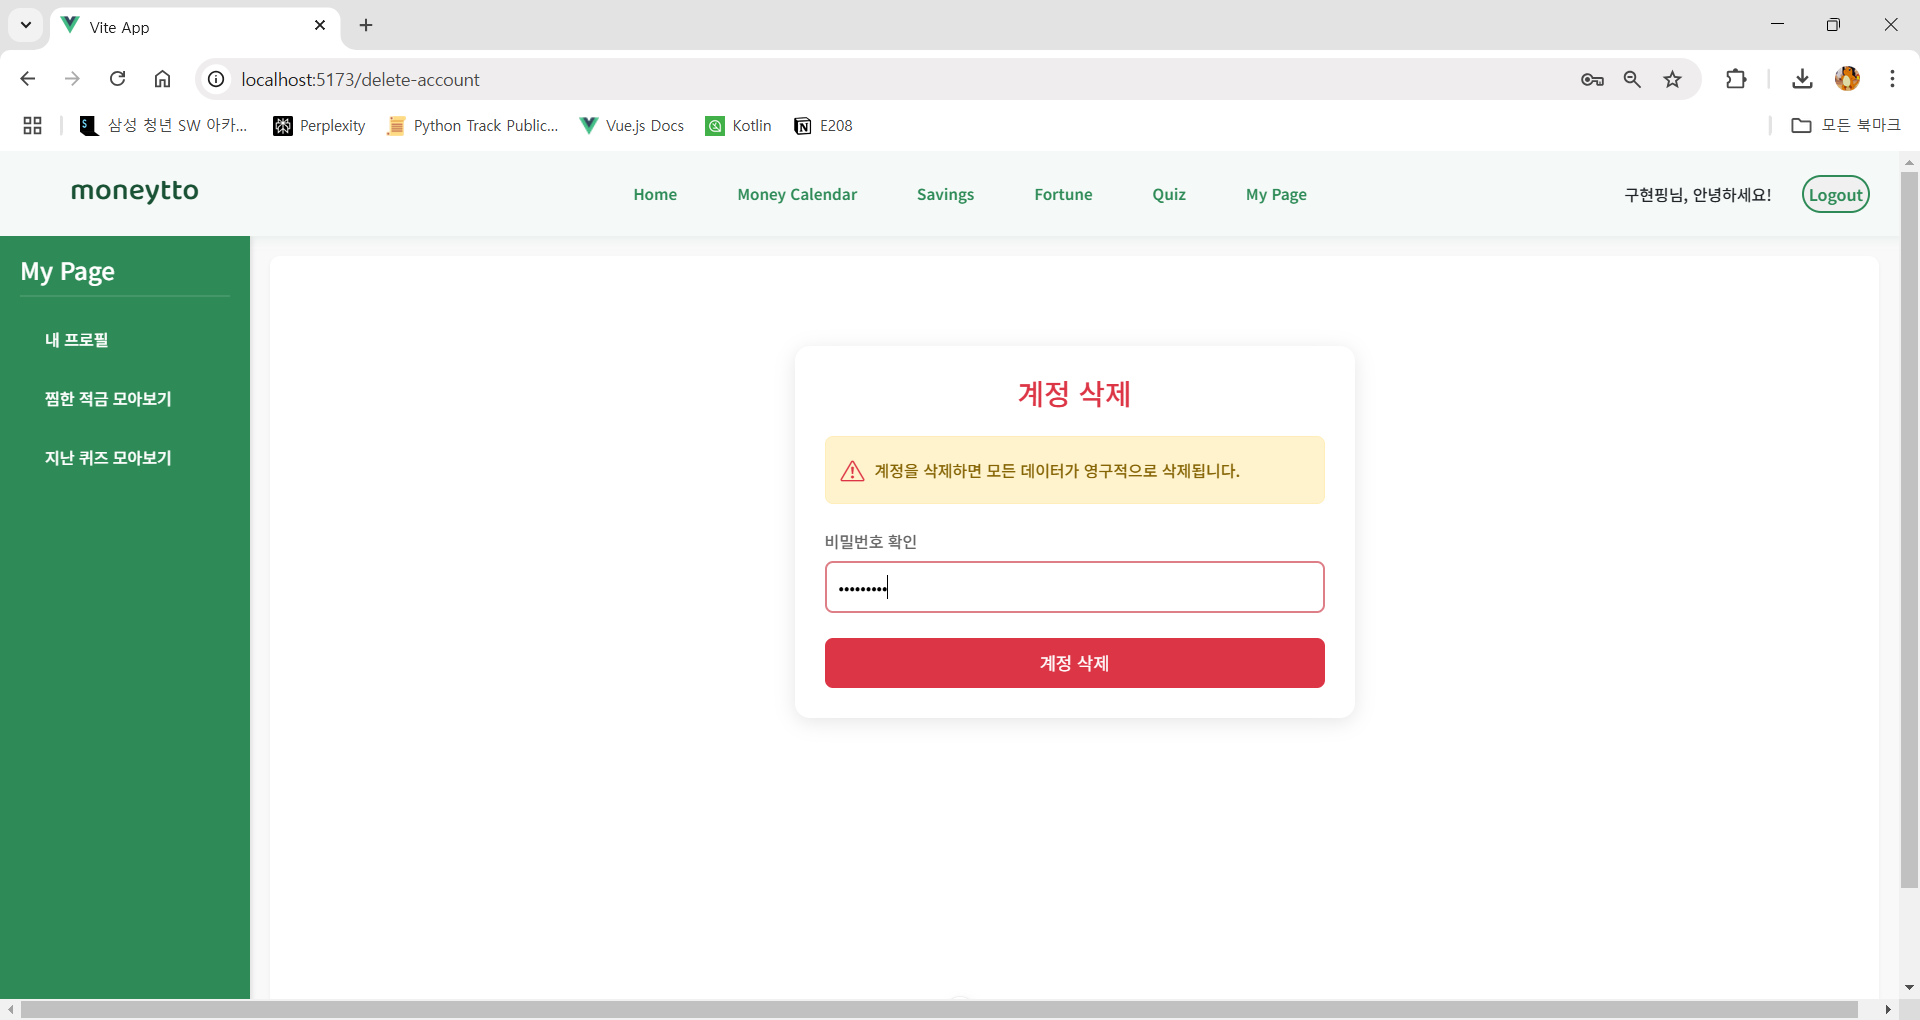 Vite App
localhost:5173/delete-account
삼성 청년 SW 아카...
Perplexity
Python Track Public...
Vue.js Docs
Kotlin
E208
모든 북마크
moneytto
Home
Money Calendar
Savings
Fortune
Quiz
My Page
구현핑님, 안녕하세요!
Logout
My Page
내 프로필
찜한 적금 모아보기
지난 퀴즈 모아보기
계정 삭제
계정을 삭제하면 모든 데이터가 영구적으로 삭제됩니다.
비밀번호 확인
•••••••••
계정 삭제